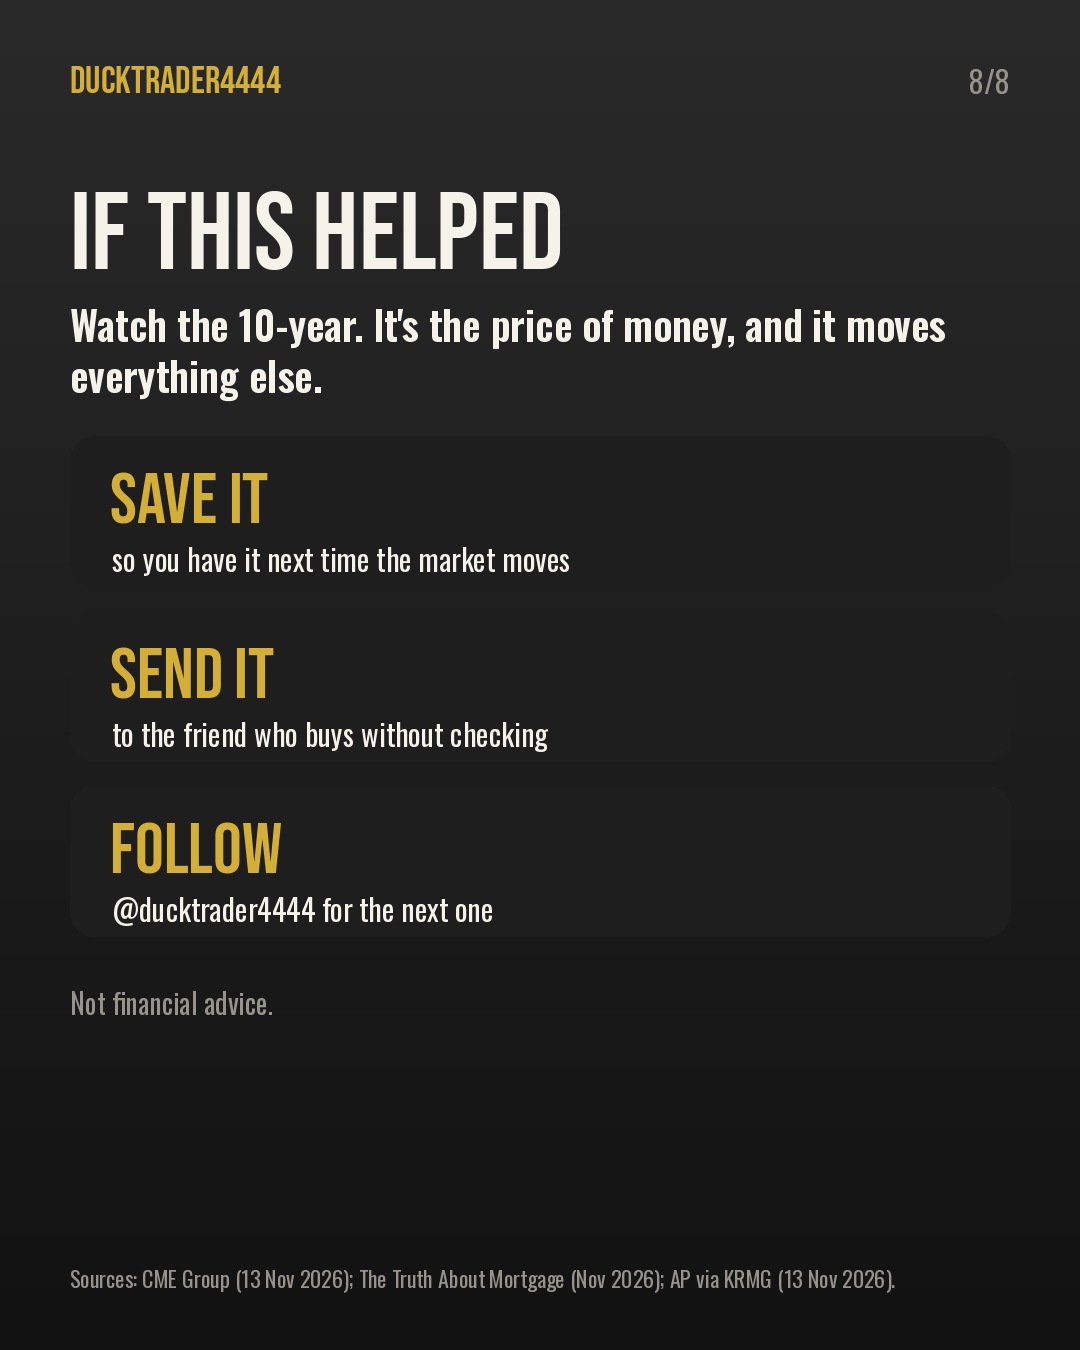 DUCKTRADER4444
8/8
IF THIS HELPED
Watch the 10-year. It's the price of money, and it moves
everything else.
SAVE IT
so you have it next time the market moves
SEND IT
to the friend who buys without checking
FOLLOW
@ducktrader4444 for the next one
Not financial advice.
Sources: CME Group (13 Nov 2026); The Truth About Mortgage (Nov 2026); AP via KRMG (13 Nov 2026).